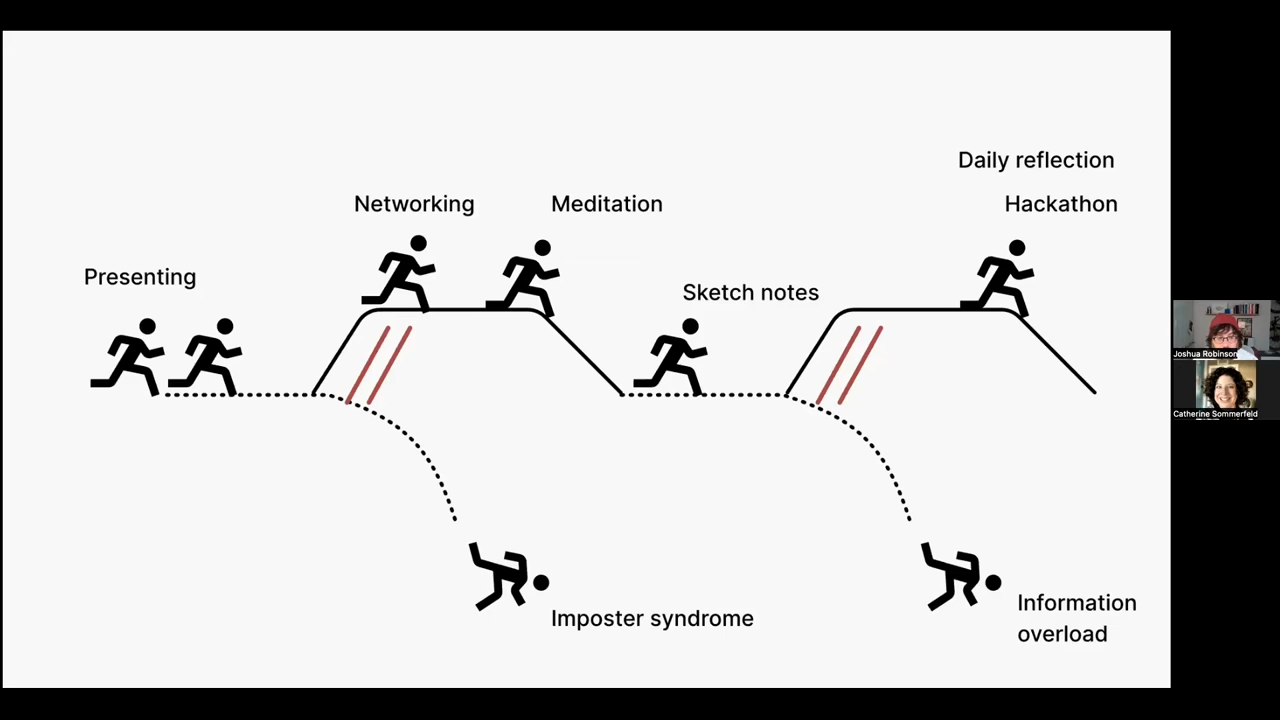 Daily reflection
Networking
Meditation
Hackathon
Presenting
Sketch notes
Imposter syndrome
Information
overload
Joshua Robinson
Catherine Sommerfeld